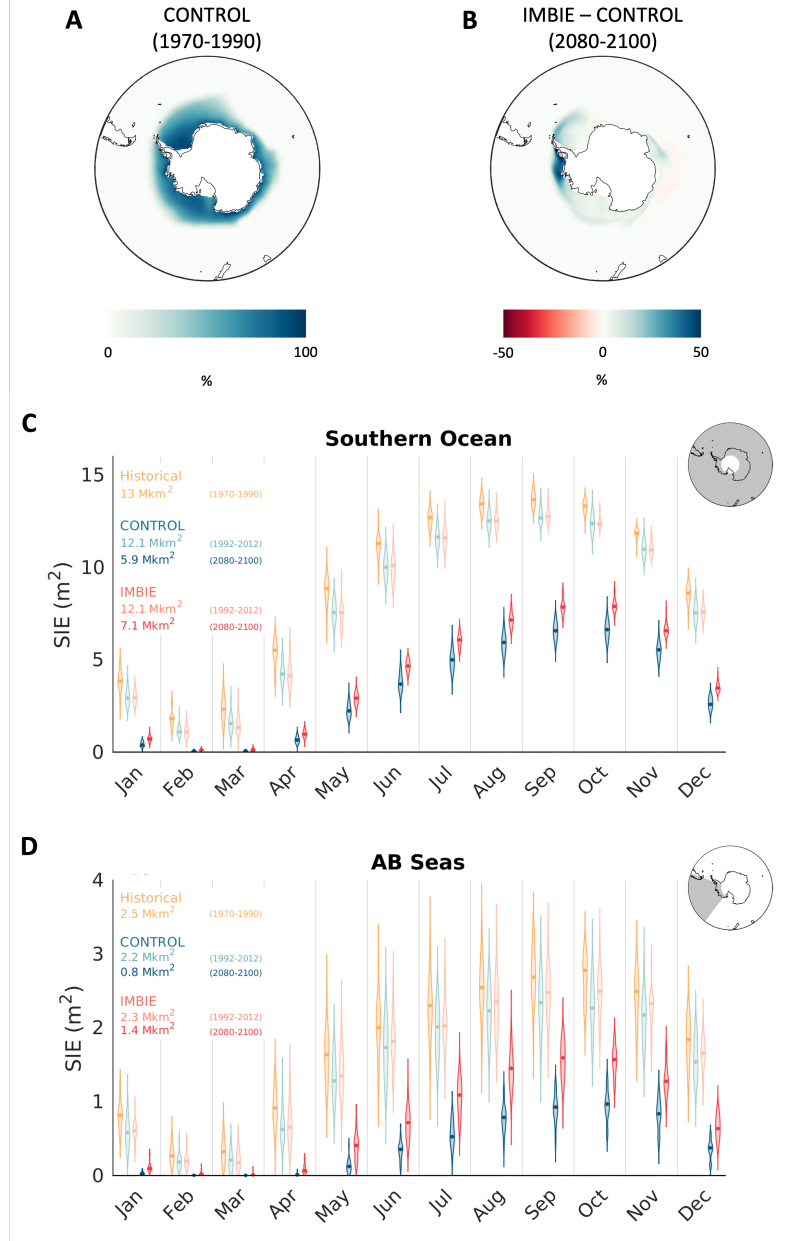 A
CONTROL
(1970-1990)
B
IMBIE – CONTROL
(2080-2100)
0
100
%
-50
0
50
%
C
Southern Ocean
SIE (m²)
15
10
5
0
Historical
13 Mkm² (1970-1990)
CONTROL
12.1 Mkm² (1992-2012)
5.9 Mkm² (2080-2100)
IMBIE
12.1 Mkm² (1992-2012)
7.1 Mkm² (2080-2100)
Jan Feb Mar Apr May Jun Jul Aug Sep Oct Nov Dec
D
AB Seas
SIE (m²)
4
3
2
1
0
Historical
2.5 Mkm² (1970-1990)
CONTROL
2.2 Mkm² (1992-2012)
0.8 Mkm² (2080-2100)
IMBIE
2.3 Mkm² (1992-2012)
1.4 Mkm² (2080-2100)
Jan Feb Mar Apr May Jun Jul Aug Sep Oct Nov Dec